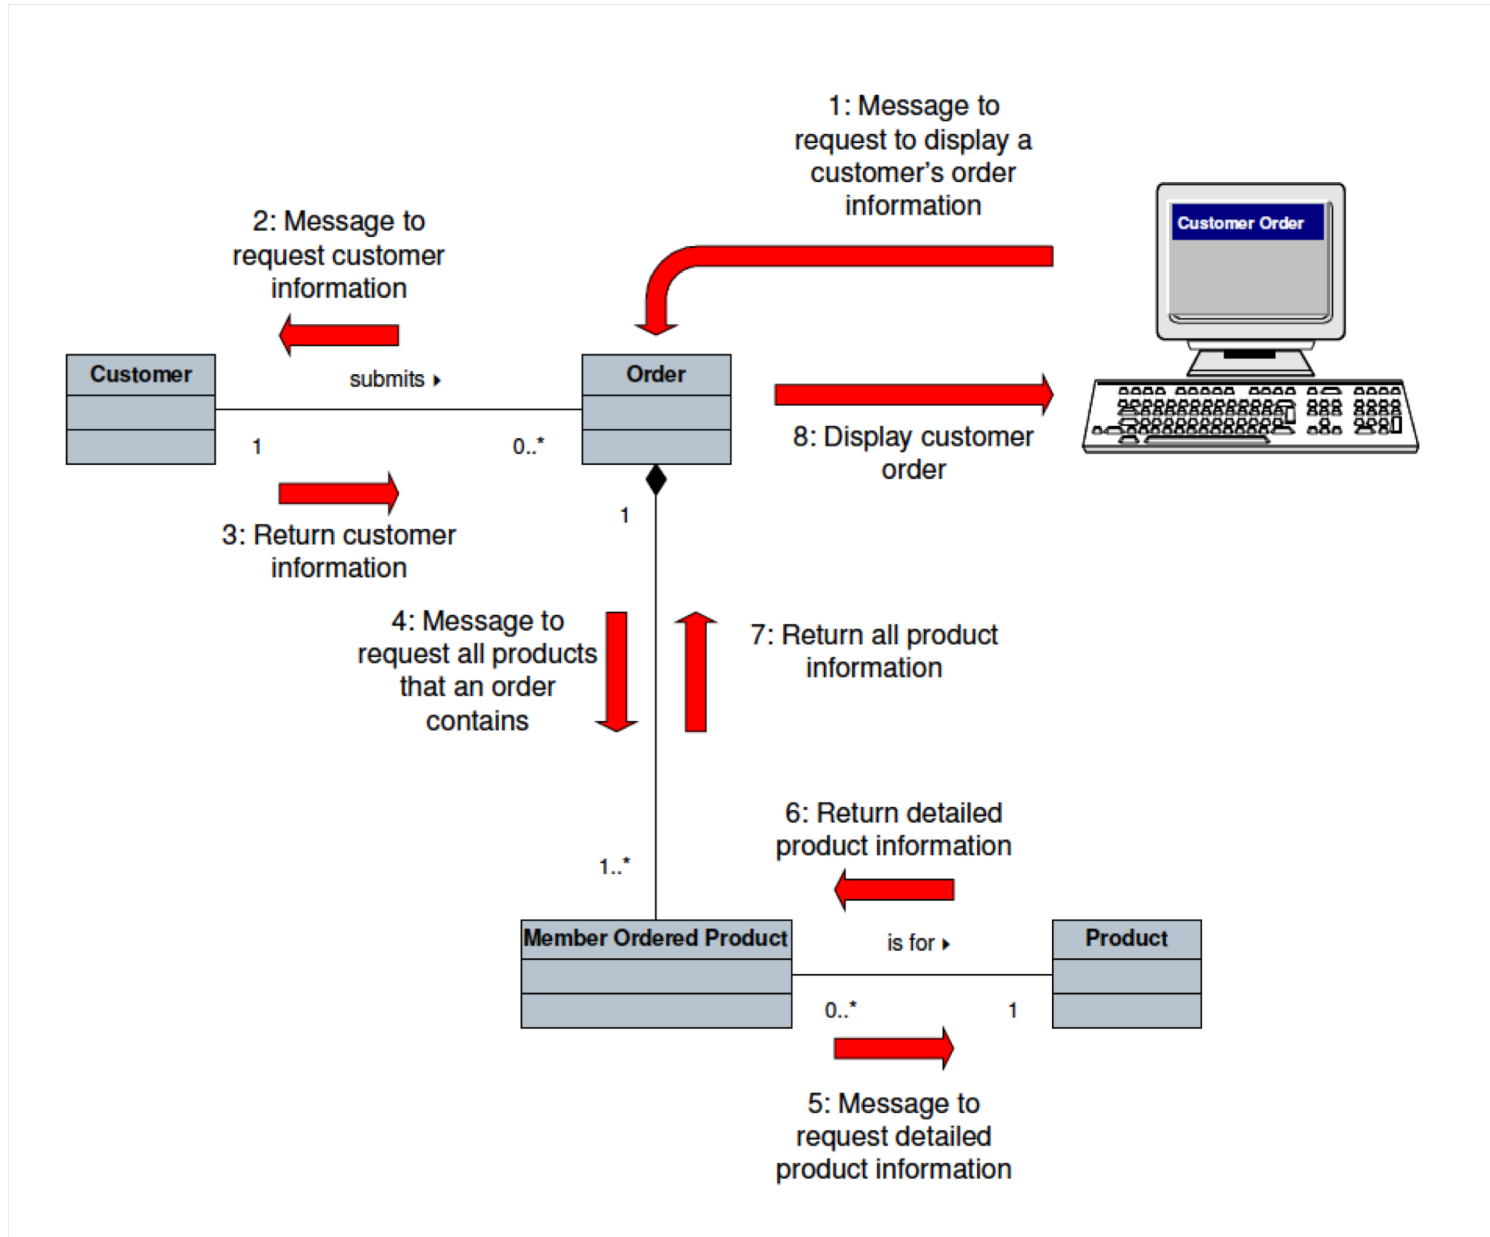 1: Message to
request to display a
customer's order
information
Customer Order
2: Message to
request customer
information
Customer
submits
Order
1
0..*
8: Display customer
order
3: Return customer
information
1
4: Message to
request all products
that an order
contains
7: Return all product
information
6: Return detailed
product information
1..*
Member Ordered Product
is for
Product
0..*
1
5: Message to
request detailed
product information